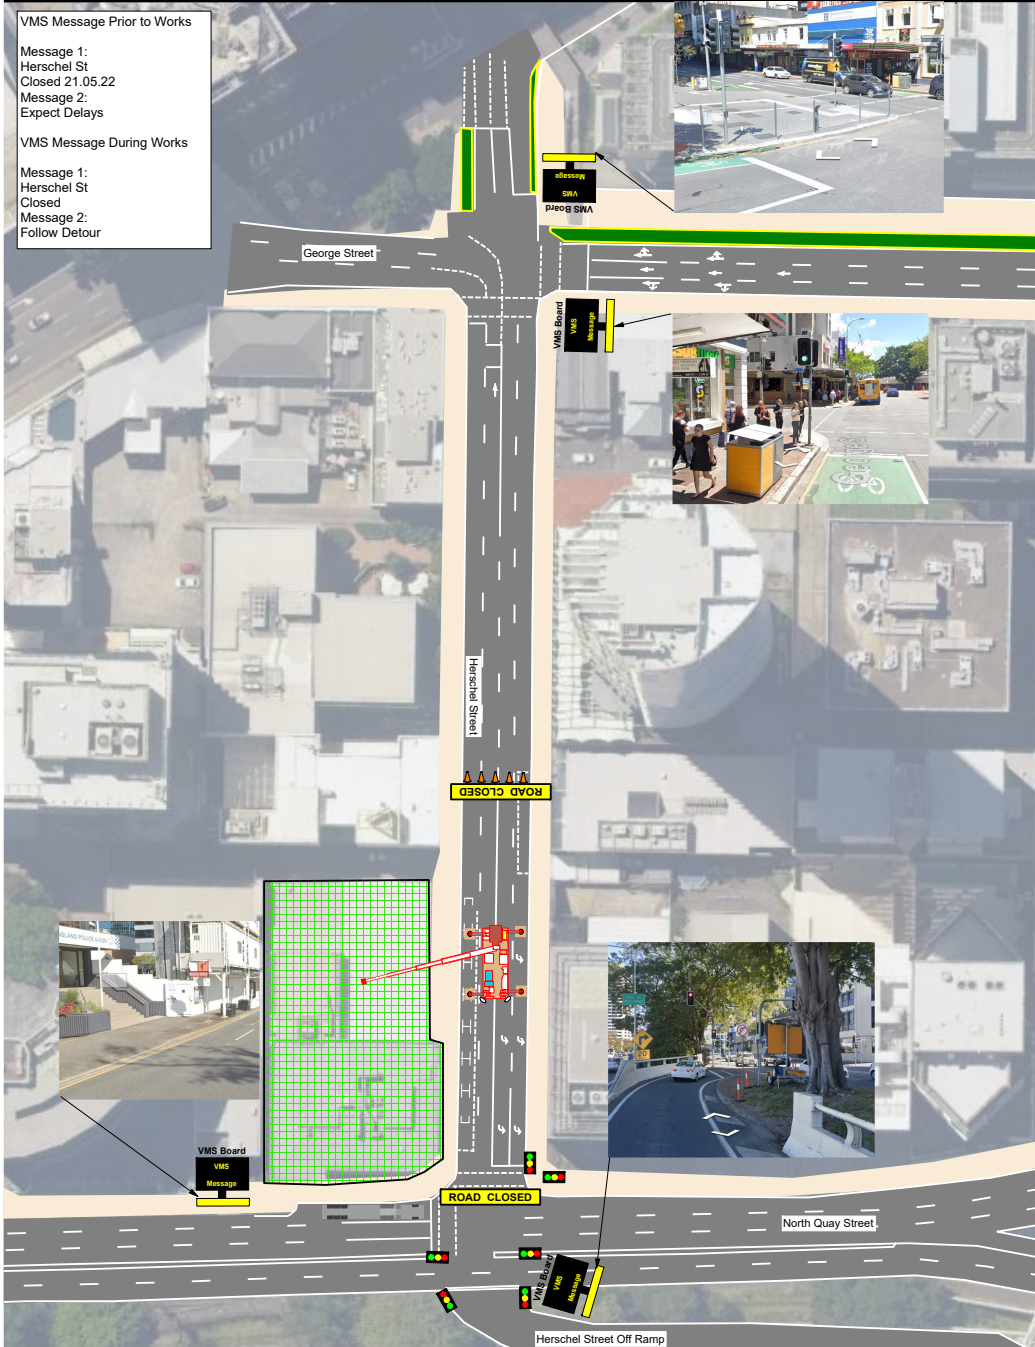 VMS Message Prior to Works
Message 1:
Herschel St
Closed 21.05.22
Message 2:
Expect Delays
VMS Message During Works
Message 1:
Herschel St
Closed
Message 2:
Follow Detour
VMS Board
VMS
Message
George Street
VMS Board
VMS
Message
George S
Herschel Street
ROAD CLOSED
POLICE
20
VMS Board
VMS
Message
ROAD CLOSED
North Quay Street
VMS Board
VMS
Message
Herschel Street Off Ramp